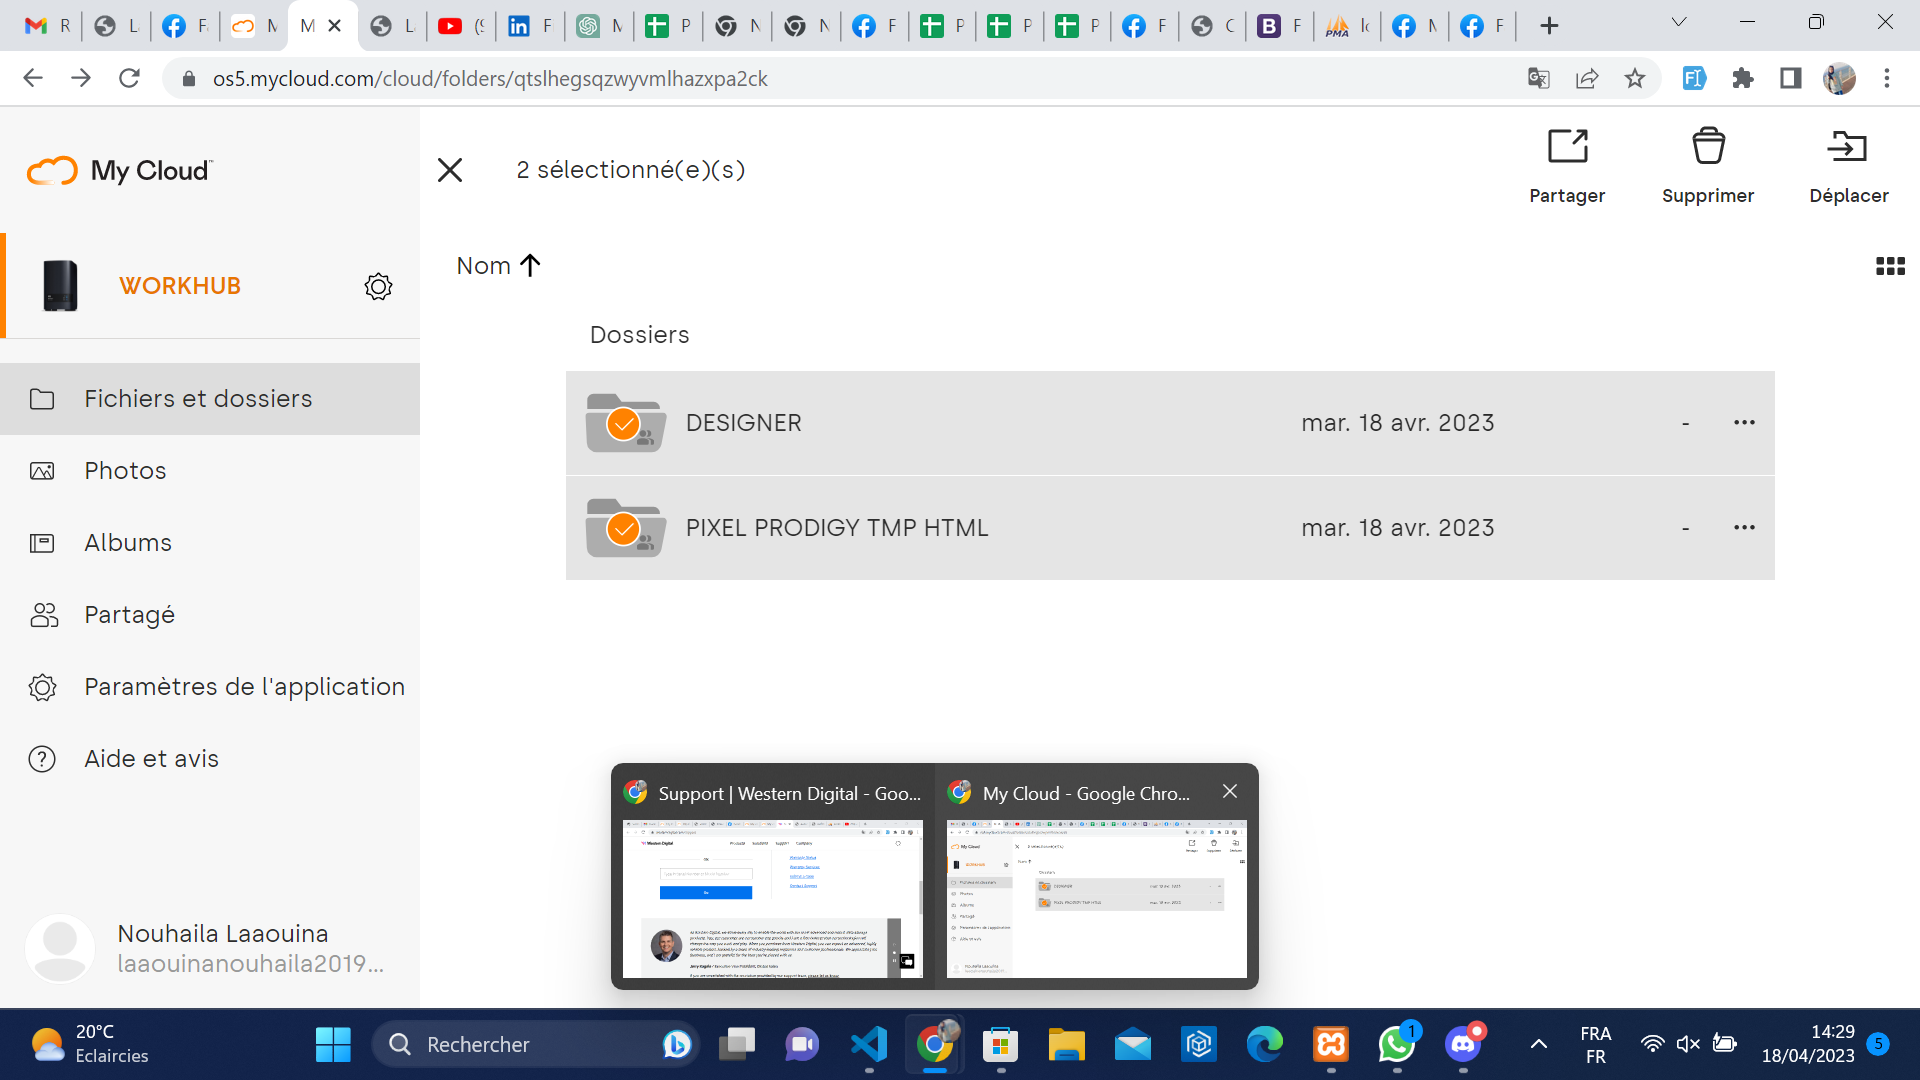 os5.mycloud.com/cloud/folders/qtslhegsqzwyvmlhazxpa2ck
My Cloud
2 sélectionné(e)(s)
Partager
Supprimer
Déplacer
WORKHUB
Nom
Dossiers
Fichiers et dossiers
Photos
Albums
Partagé
Paramètres de l'application
Aide et avis
DESIGNER
mar. 18 avr. 2023
-
PIXEL PRODIGY TMP HTML
mar. 18 avr. 2023
-
Support | Western Digital - Goo...
My Cloud - Google Chro...
Nouhaila Laaouina
laaouinanouhaila2019...
20°C
Eclaircies
Rechercher
1
FRA
FR
14:29
18/04/2023
5